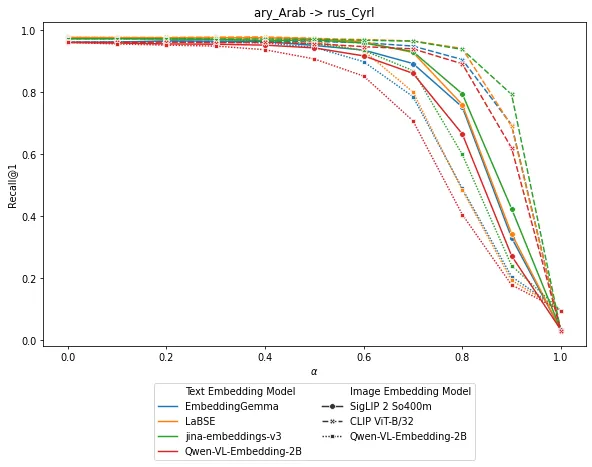 ary_Arab -> rus_Cyrl
Recall@1
1.0
0.8
0.6
0.4
0.2
0.0
0.0 0.2 0.4 0.6 0.8 1.0
α
Text Embedding Model Image Embedding Model
EmbeddingGemma SigLIP 2 So400m
LaBSE CLIP ViT-B/32
jina-embeddings-v3 Qwen-VL-Embedding-2B
Qwen-VL-Embedding-2B